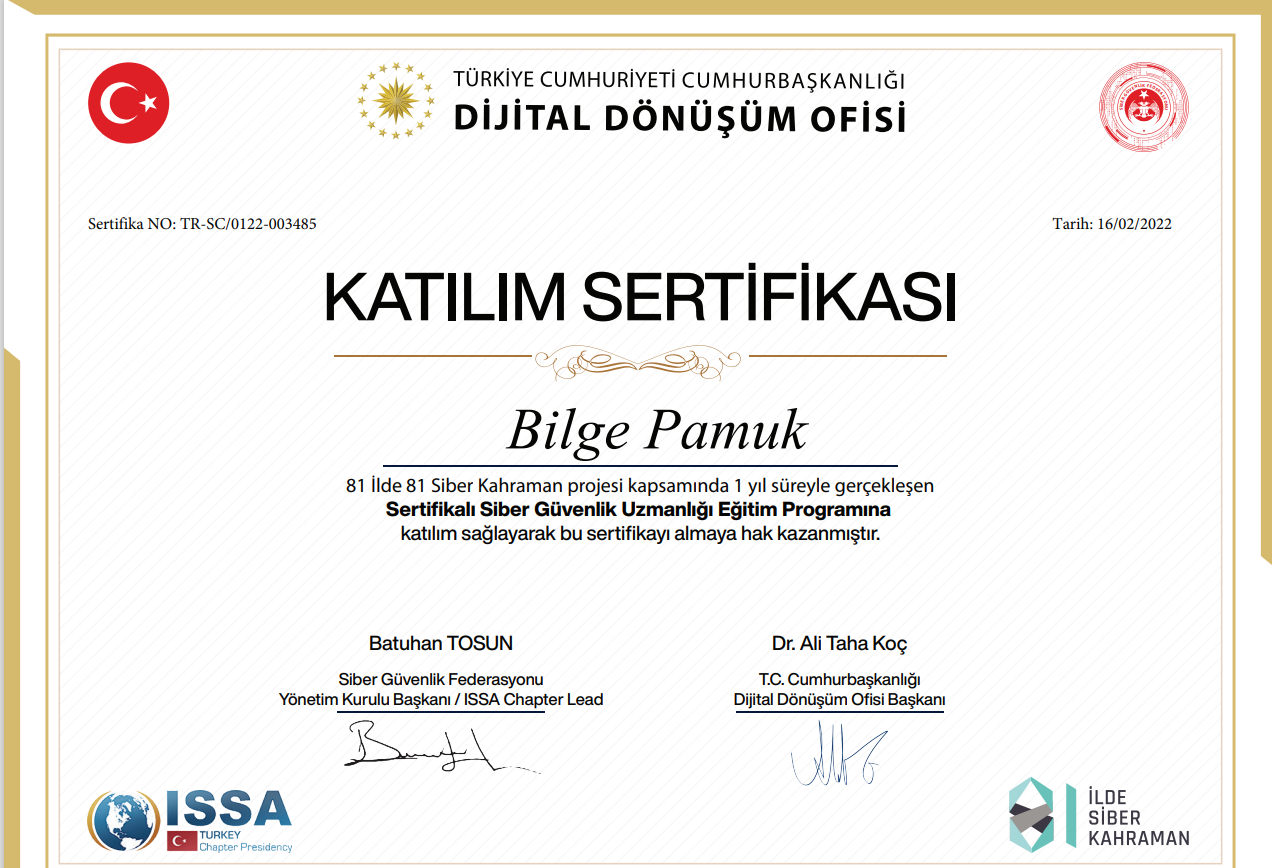 TÜRKİYE CUMHURİYETİ CUMHURBAŞKANLIĞI
DİJİTAL DÖNÜŞÜM OFİSİ
Sertifika NO: TR-SC/0122-003485
Tarih: 16/02/2022
KATILIM SERTİFİKASI
Bilge Pamuk
81 İlde 81 Siber Kahraman projesi kapsamında 1 yıl süreyle gerçekleşen
Sertifikalı Siber Güvenlik Uzmanlığı Eğitim Programına
katılım sağlayarak bu sertifikayı almaya hak kazanmıştır.
Batuhan TOSUN
Siber Güvenlik Federasyonu
Yönetim Kurulu Başkanı / ISSA Chapter Lead
Dr. Ali Taha Koç
T.C. Cumhurbaşkanlığı
Dijital Dönüşüm Ofisi Başkanı
ISSA
TURKEY
Chapter Presidency
İLDE
SİBER
KAHRAMAN